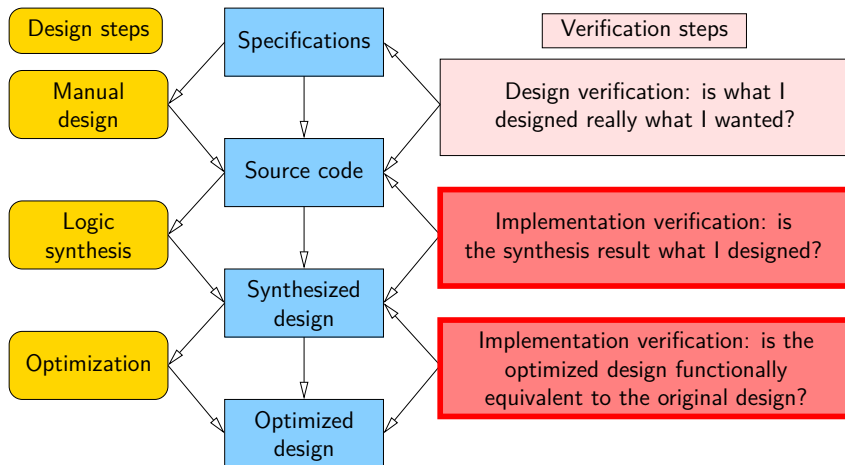 Design steps
Specifications
Verification steps
Manual
design
Design verification: is what I
designed really what I wanted?
Source code
Logic
synthesis
Implementation verification: is
the synthesis result what I designed?
Synthesized
design
Optimization
Implementation verification: is the
optimized design functionally
equivalent to the original design?
Optimized
design